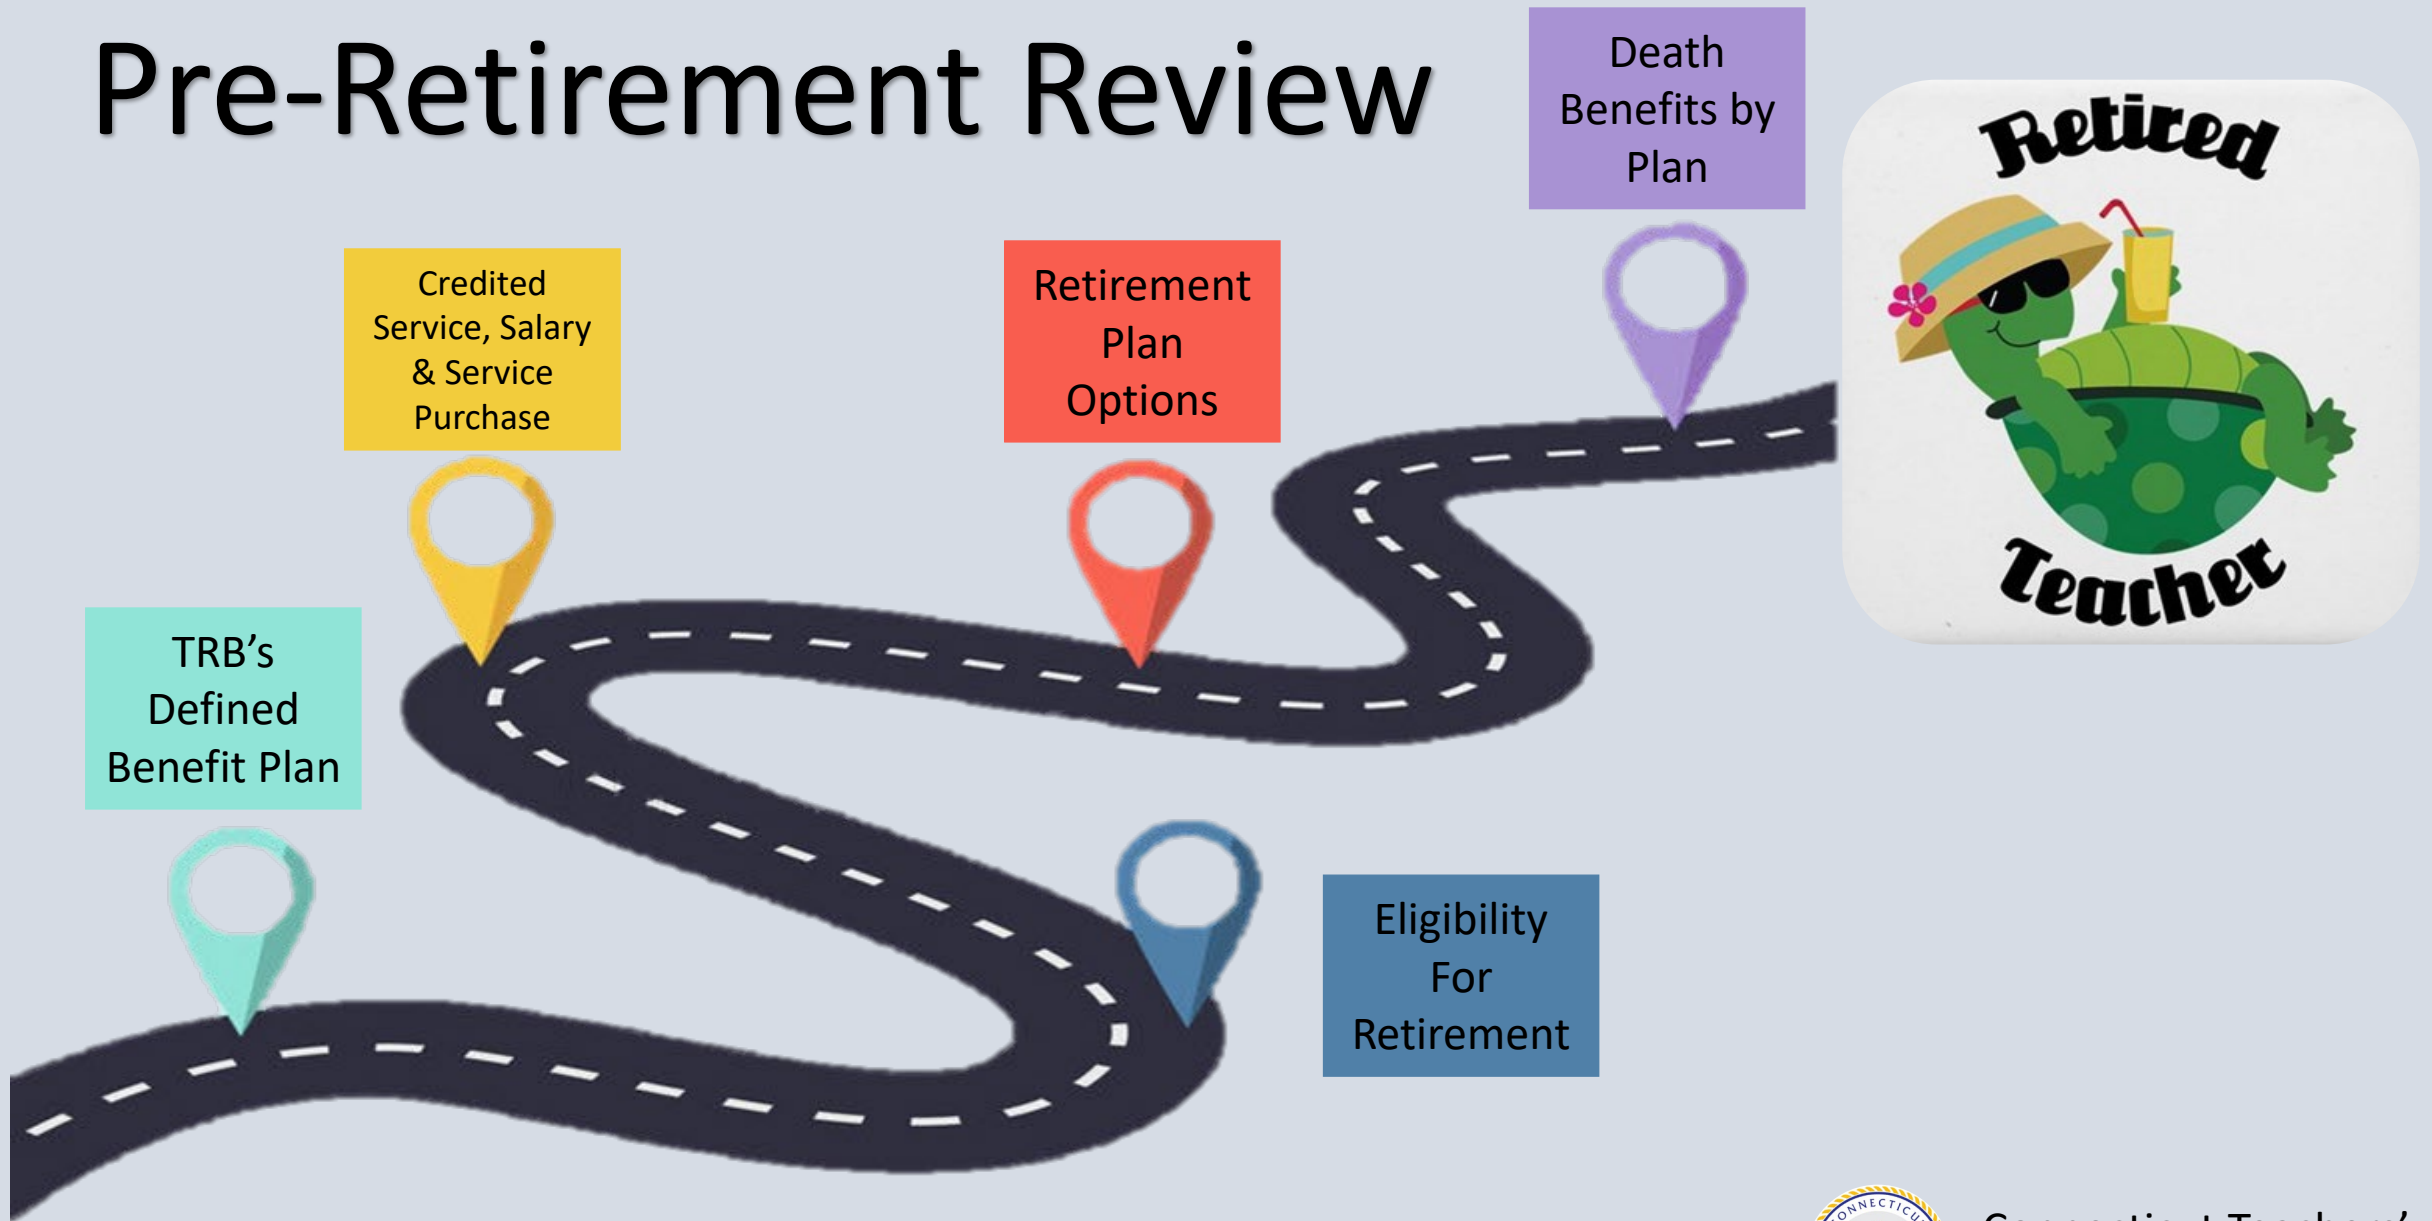 Pre-Retirement Review
Death
Benefits by
Plan
Retired
Teacher
Credited
Service, Salary
& Service
Purchase
Retirement
Plan
Options
TRB’s
Defined
Benefit Plan
Eligibility
For
Retirement